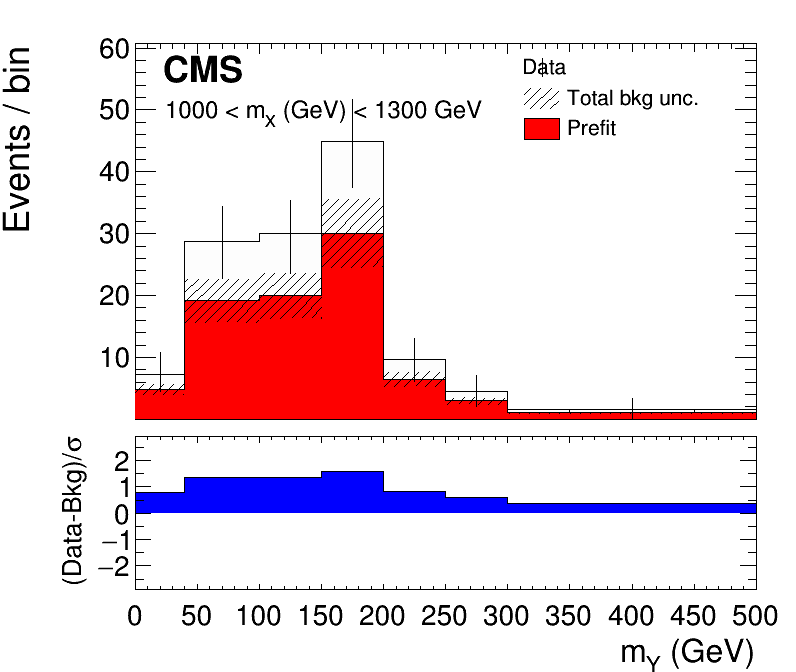 60
CMS
Data
1000 < mX (GeV) < 1300 GeV
Total bkg unc.
Prefit
Events / bin
50
40
30
20
10
(Data-Bkg)/σ
2
1
0
−1
−2
0 50 100 150 200 250 300 350 400 450 500
mY (GeV)